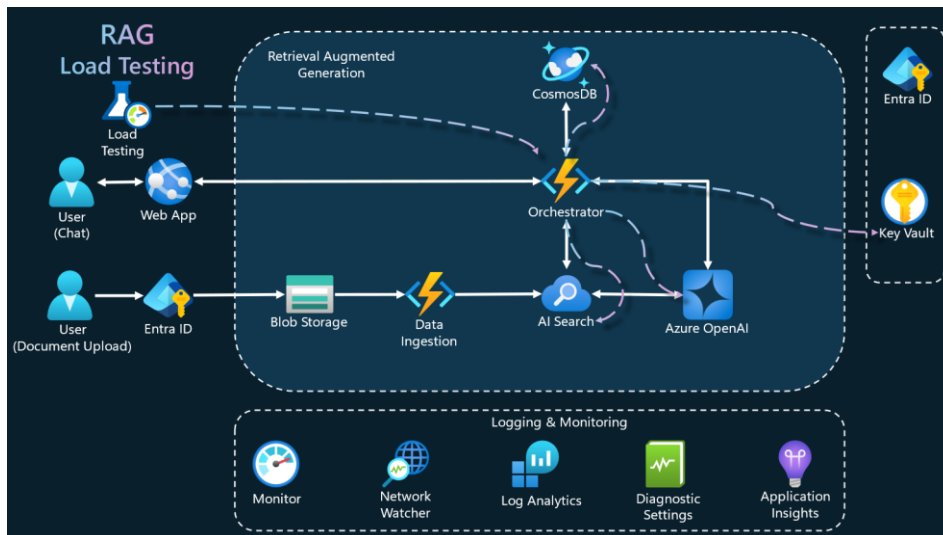 RAG
Load Testing
Load
Testing
User
(Chat)
Web App
User
(Document Upload)
Entra ID
Retrieval Augmented
Generation
CosmosDB
Orchestrator
Blob Storage
Data
Ingestion
AI Search
Azure OpenAI
Entra ID
Key Vault
Logging & Monitoring
Monitor
Network
Watcher
Log Analytics
Diagnostic
Settings
Application
Insights